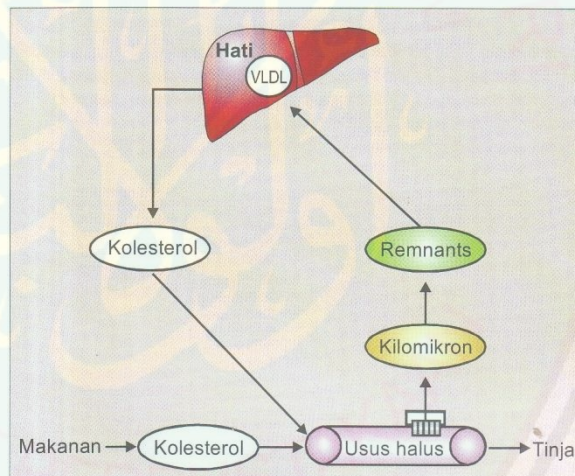 Hati
VLDL
Kolesterol
Remnants
Kilomikron
Makanan
Kolesterol
Usus halus
Tinja